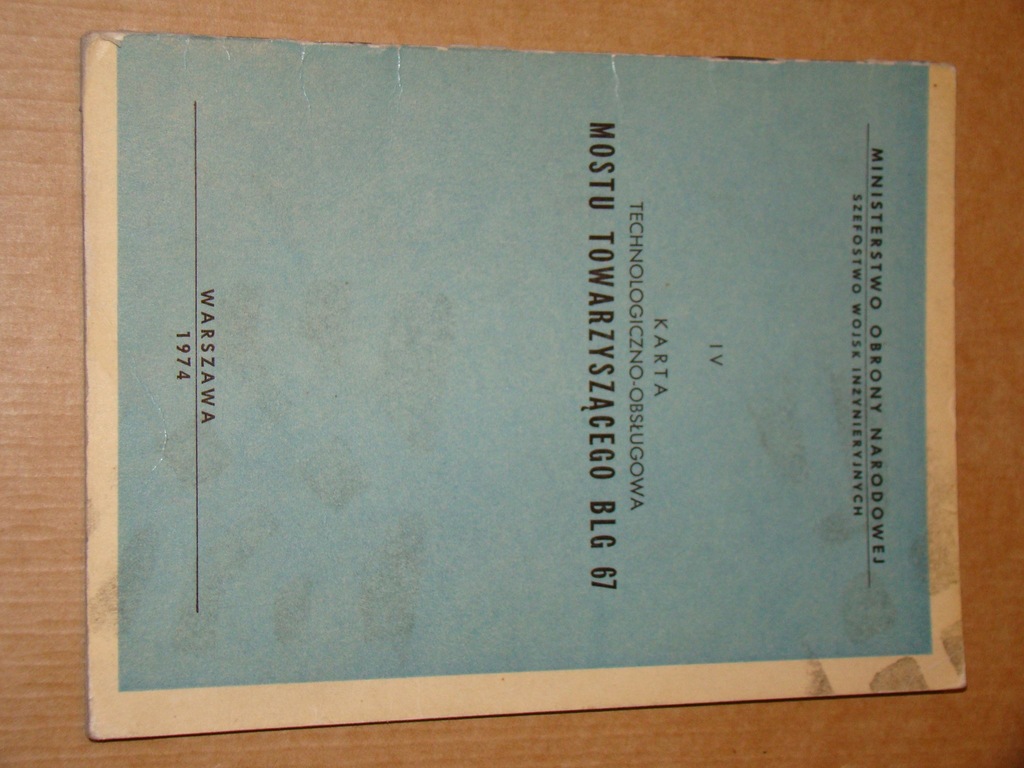 MINISTERSTWO OBRONY NARODOWEJ
SZEFOSTWO WOJSK INŻYNIERYJNYCH
IV
KARTA
TECHNOLOGICZNO-OBSŁUGOWA
MOSTU TOWARZYSZĄCEGO BLG 67
WARSZAWA
1974